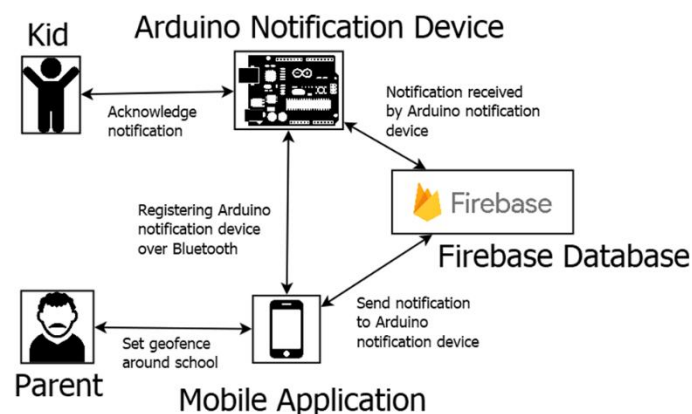 Kid
Arduino Notification Device
Acknowledge
notification
Notification received
by Arduino notification
device
Firebase
Firebase Database
Registering Arduino
notification device
over Bluetooth
Send notification
to Arduino
notification device
Set geofence
around school
Parent
Mobile Application